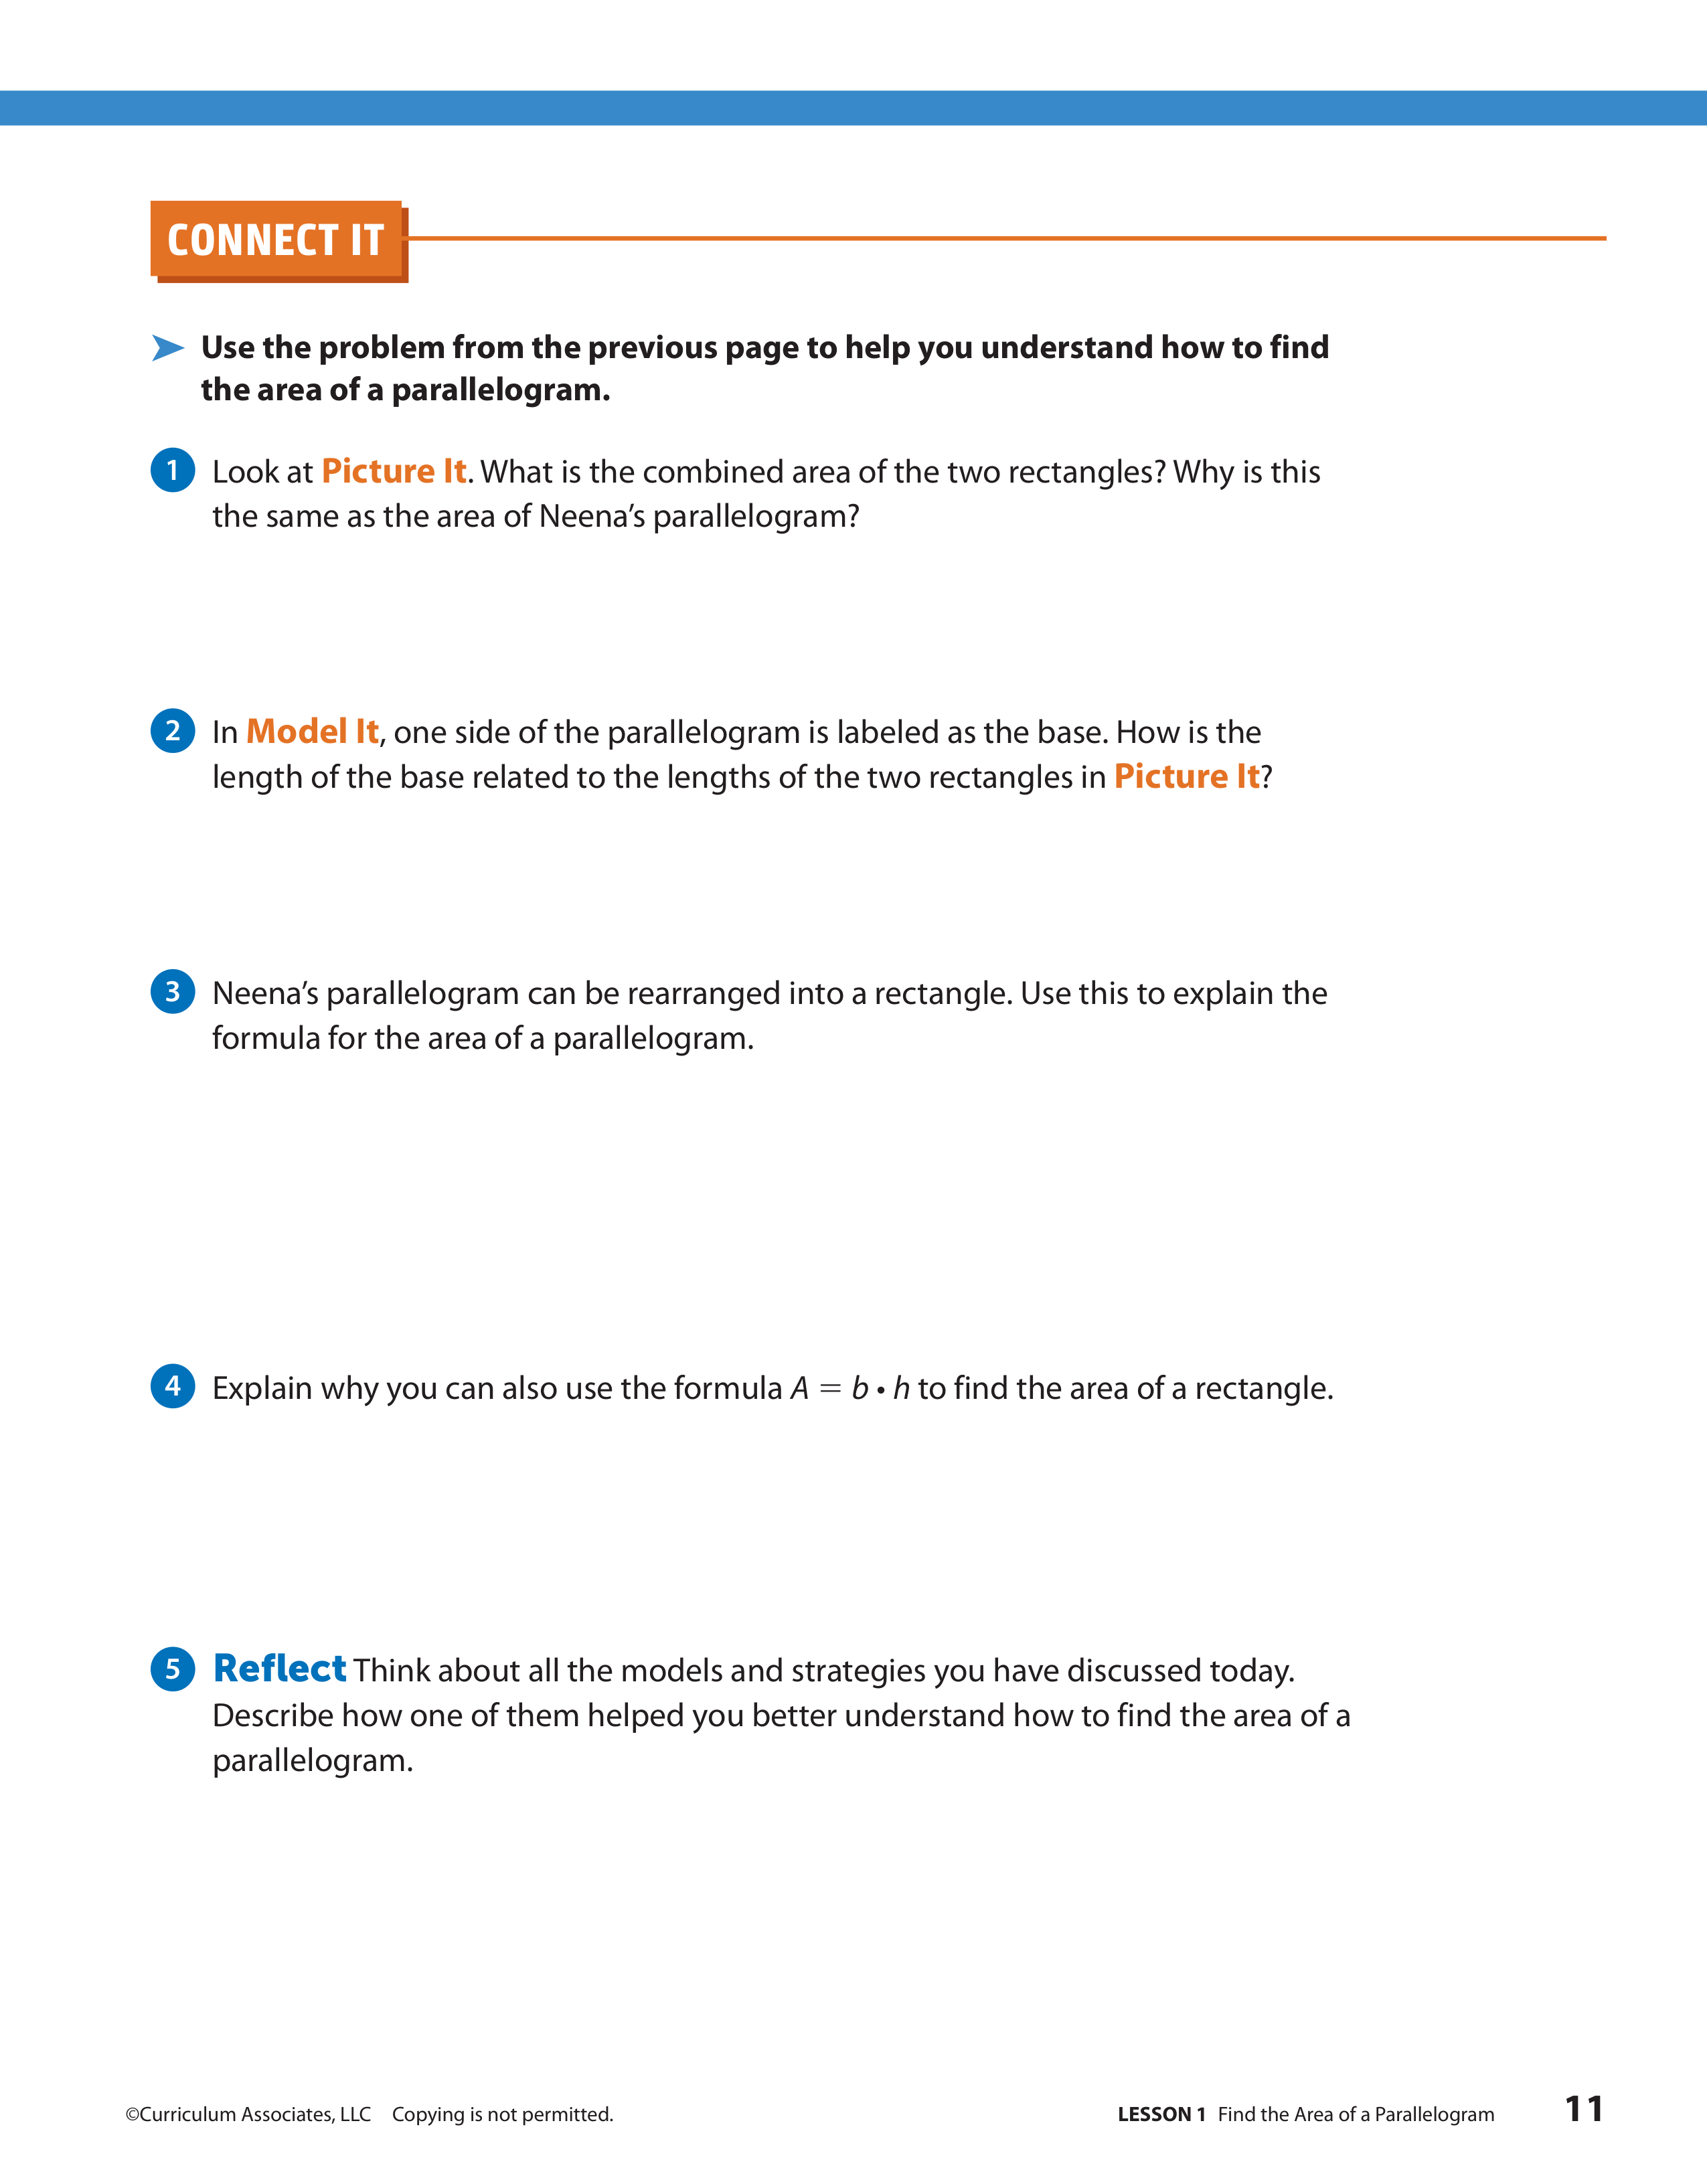 CONNECT IT
Use the problem from the previous page to help you understand how to find
the area of a parallelogram.
1 Look at Picture It. What is the combined area of the two rectangles? Why is this
the same as the area of Neena’s parallelogram?
2 In Model It, one side of the parallelogram is labeled as the base. How is the
length of the base related to the lengths of the two rectangles in Picture It?
3 Neena’s parallelogram can be rearranged into a rectangle. Use this to explain the
formula for the area of a parallelogram.
4 Explain why you can also use the formula A = b • h to find the area of a rectangle.
5 Reflect Think about all the models and strategies you have discussed today.
Describe how one of them helped you better understand how to find the area of a
parallelogram.
©Curriculum Associates, LLC Copying is not permitted. LESSON 1 Find the Area of a Parallelogram 11